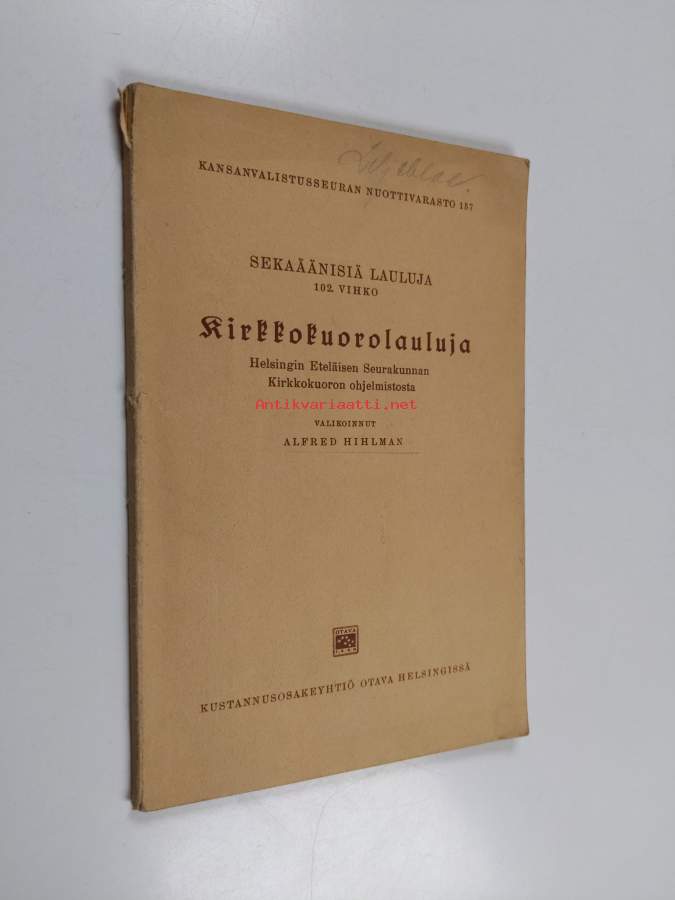 KANSANVALISTUSSEURAN NUOTTIVARASTO 157
SEKAÄÄNISIÄ LAULUJA
102. VIHKO
Kirkkokuorolauluja
Helsingin Eteläisen Seurakunnan
Kirkkokuoron ohjelmistosta
Antikvariaatti.net
VALIKOINNUT
ALFRED HIHLMAN
OTAVA
KUSTANNUSOSAKEYHTIÖ OTAVA HELSINGISSÄ